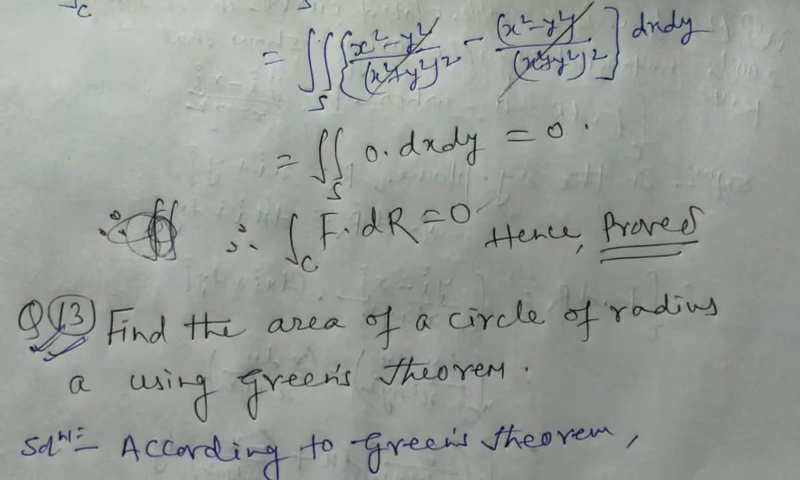 C
= ∬_S { (x²-y²)/(x²+y²)² - (x²-y²)/(x²+y²)² ] dxdy
= ∬_S 0. dxdy = 0.
∴ ∫_C F.dR = 0 Hence, Proved
Q 13 Find the area of a circle of radius
a using Green's theorem.
Solⁿ:- According to Green's theorem,